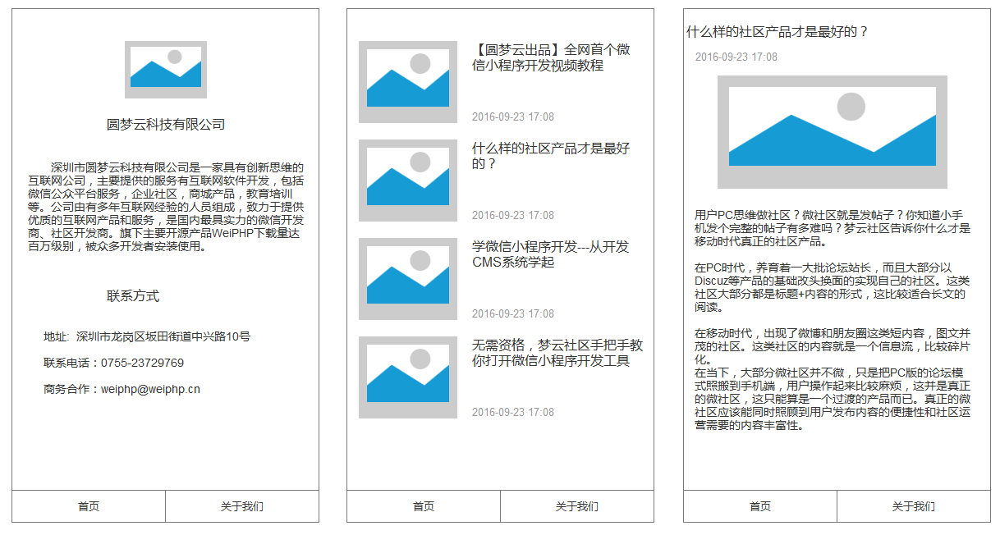 圆梦云科技有限公司
深圳市圆梦云科技有限公司是一家具有创新思维的
互联网公司，主要提供的服务有互联网软件开发，包括
微信公众平台服务，企业社区，商城产品，教育培训
等。公司由有多年互联网经验的人员组成，致力于提供
优质的互联网产品和服务，是国内最具实力的微信开发
商、社区开发商。旗下主要开源产品WeiPHP下载量达
百万级别，被众多开发者安装使用。
联系方式
地址:  深圳市龙岗区坂田街道中兴路10号
联系电话：0755-23729769
商务合作：weiphp@weiphp.cn
首页
关于我们
【圆梦云出品】全网首个微
信小程序开发视频教程
2016-09-23 17:08
什么样的社区产品才是最好
的？
2016-09-23 17:08
学微信小程序开发---从开发
CMS系统学起
2016-09-23 17:08
无需资格，梦云社区手把手教
你打开微信小程序开发工具
2016-09-23 17:08
首页
关于我们
什么样的社区产品才是最好的？
2016-09-23 17:08
用户PC思维做社区？微社区就是发帖子？你知道小手
机发个完整的帖子有多难吗？梦云社区告诉你什么才是
移动时代真正的社区产品。
在PC时代，养育着一大批论坛站长，而且大部分以
Discuz等产品的基础改头换面的实现自己的社区。这类
社区大部分都是标题+内容的形式，这比较适合长文的
阅读。
在移动时代，出现了微博和朋友圈这类短内容，图文并
茂的社区。这类社区的内容就是一个信息流，比较碎片
化。
在当下，大部分微社区并不微，只是把PC版的论坛模
式照搬到手机端，用户操作起来比较麻烦，这并是真正
的微社区，这只能算是一个过渡的产品而已。真正的微
社区应该能同时照顾到用户发布内容的便捷性和社区运
营需要的内容丰富性。
首页
关于我们